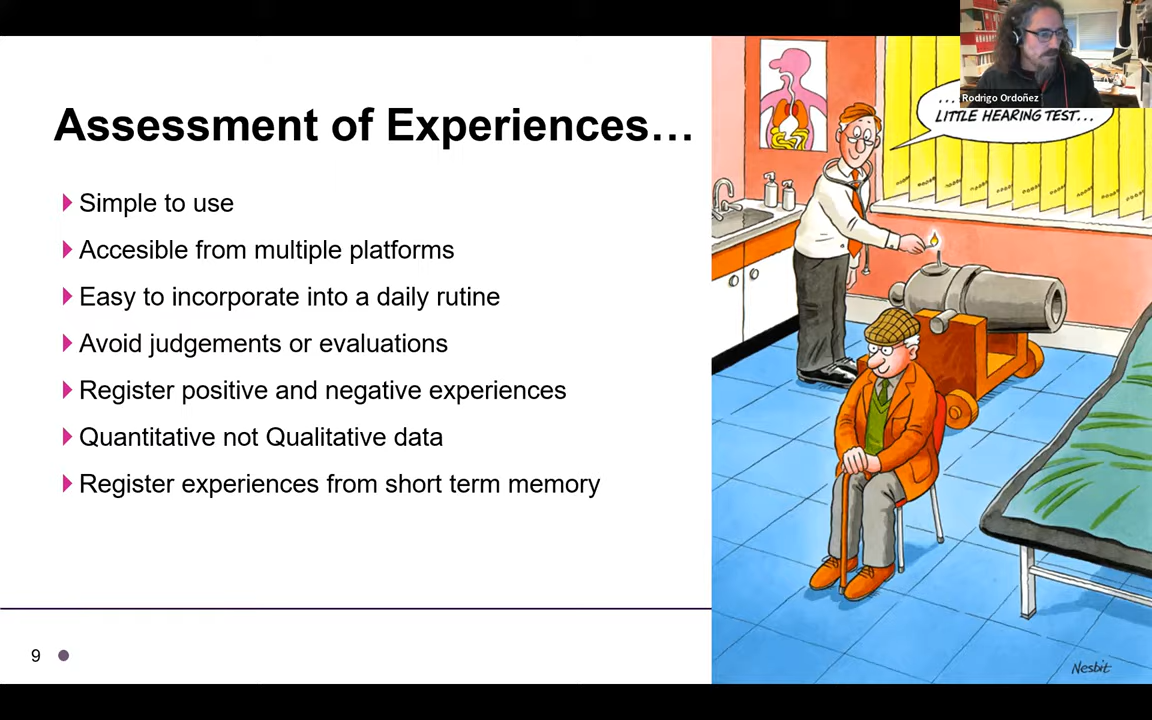 Assessment of Experiences…
Simple to use
Accesible from multiple platforms
Easy to incorporate into a daily rutine
Avoid judgements or evaluations
Register positive and negative experiences
Quantitative not Qualitative data
Register experiences from short term memory
9
Rodrigo Ordoñez
...
LITTLE HEARING TEST...
Nesbit